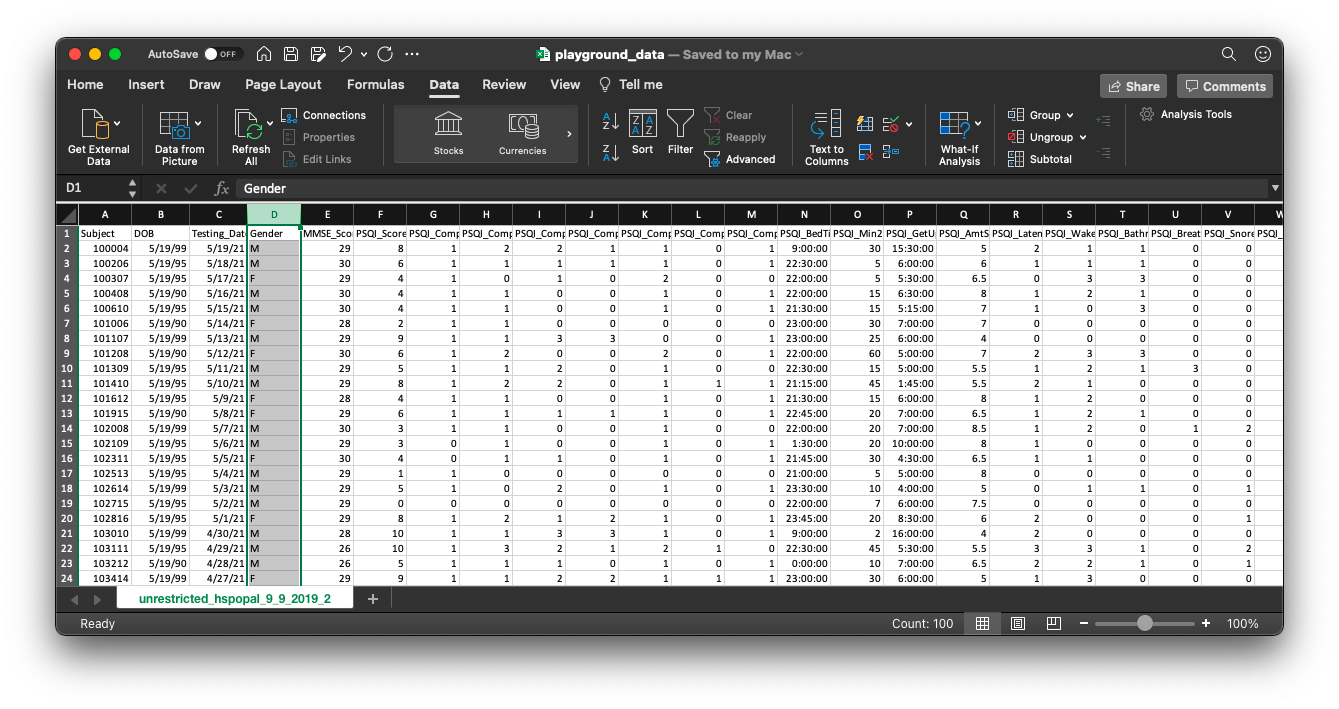 AutoSave OFF playground_data — Saved to my Mac
Home Insert Draw Page Layout Formulas Data Review View Tell me Share Comments
Get External Data
Data from Picture
Refresh All
Connections
Properties
Edit Links
Stocks
Currencies
Sort
Filter
Clear
Reapply
Advanced
Text to Columns
What-If Analysis
Group
Ungroup
Subtotal
Analysis Tools
D1 fx Gender
A B C D E F G H I J K L M N O P Q R S T U V W
1 Subject DOB Testing_Dat Gender MMSE_Sco PSQI_Score PSQI_Comp PSQI_Comp PSQI_Comp PSQI_Comp PSQI_Comp PSQI_Comp PSQI_Comp PSQI_BedTi PSQI_Min2 PSQI_GetU PSQI_AmtS PSQI_Laten PSQI_Wake PSQI_Bathr PSQI_Breat PSQI_Snore PSQI_
2 100004 5/19/99 5/19/21 M 29 8 1 2 2 1 1 0 1 9:00:00 30 15:30:00 5 2 1 1 0 0
3 100206 5/19/95 5/18/21 M 30 6 1 1 1 1 1 0 1 22:30:00 5 6:00:00 6 1 1 1 0 0
4 100307 5/19/95 5/17/21 F 29 4 1 0 1 0 2 0 0 22:00:00 5 5:30:00 6.5 0 3 3 0 0
5 100408 5/19/90 5/16/21 M 30 4 1 1 0 0 1 0 1 22:00:00 15 6:30:00 8 1 2 1 0 0
6 100610 5/19/95 5/15/21 M 30 4 1 1 0 0 1 0 1 21:30:00 15 5:15:00 7 1 0 3 0 0
7 101006 5/19/90 5/14/21 F 28 2 1 1 0 0 0 0 0 23:00:00 30 7:00:00 7 0 0 0 0 0
8 101107 5/19/99 5/13/21 M 29 9 1 1 3 3 0 0 1 23:00:00 25 6:00:00 4 0 0 0 0 0
9 101208 5/19/90 5/12/21 F 30 6 1 2 0 0 2 0 1 22:00:00 60 5:00:00 7 2 3 3 0 0
10 101309 5/19/95 5/11/21 M 29 5 1 1 2 0 1 0 0 22:30:00 15 5:00:00 5.5 1 2 1 3 0
11 101410 5/19/95 5/10/21 M 29 8 1 2 2 0 1 1 1 21:15:00 45 1:45:00 5.5 2 1 0 0 0
12 101612 5/19/95 5/9/21 F 28 4 1 1 0 0 1 0 1 21:30:00 15 6:00:00 8 1 2 0 0 0
13 101915 5/19/90 5/8/21 F 29 6 1 1 1 1 1 0 1 22:45:00 20 7:00:00 6.5 1 2 1 0 0
14 102008 5/19/99 5/7/21 M 30 3 1 1 0 0 1 0 0 22:00:00 20 7:00:00 8.5 1 2 0 1 2
15 102109 5/19/95 5/6/21 M 29 3 0 1 0 0 1 0 1 1:30:00 20 10:00:00 8 1 0 0 0 0
16 102311 5/19/95 5/5/21 F 30 4 0 1 1 0 1 0 1 21:45:00 30 4:30:00 6.5 1 1 0 0 0
17 102513 5/19/95 5/4/21 M 29 1 1 0 0 0 0 0 0 21:00:00 5 5:00:00 8 0 0 0 0 0
18 102614 5/19/99 5/3/21 M 29 5 1 0 2 0 1 0 1 23:30:00 10 4:00:00 5 0 1 1 0 1
19 102715 5/19/95 5/2/21 M 29 0 0 0 0 0 0 0 0 22:00:00 7 6:00:00 7.5 0 0 0 0 0
20 102816 5/19/95 5/1/21 F 29 8 1 2 1 2 1 0 1 23:45:00 20 8:30:00 6 2 0 0 0 1
21 103010 5/19/99 4/30/21 M 28 10 1 1 3 3 1 0 1 9:00:00 2 16:00:00 4 2 0 0 0 0
22 103111 5/19/95 4/29/21 M 26 10 1 3 2 1 2 1 0 22:30:00 45 5:30:00 5.5 3 3 1 0 2
23 103212 5/19/90 4/28/21 M 26 5 1 1 1 0 1 0 1 0:00:00 10 7:00:00 6.5 2 2 1 0 1
24 103414 5/19/99 4/27/21 F 29 9 1 1 2 2 1 1 1 23:00:00 30 6:00:00 5 1 3 0 0 0
unrestricted_hspopal_9_9_2019_2
Ready Count: 100 100%